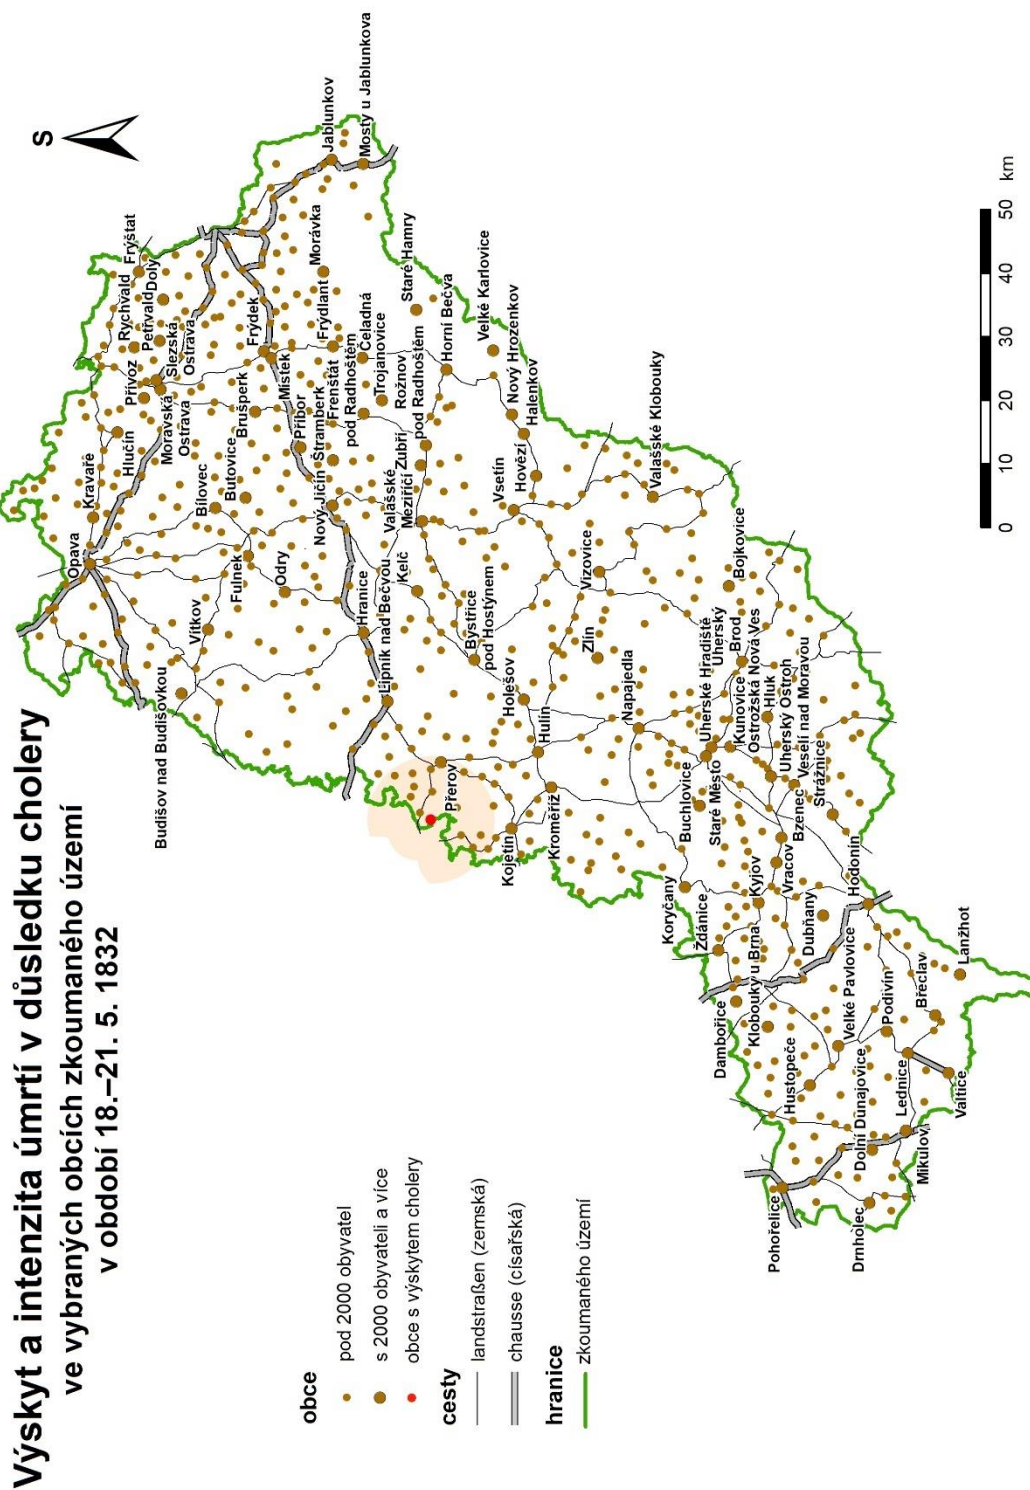 Výskyt a intenzita úmrtí v důsledku cholery
ve vybraných obcích zkoumaného území
v období 18.–21. 5. 1832
S
obce
pod 2000 obyvatel
s 2000 obyvateli a více
obce s výskytem cholery
cesty
landstraßen (zemská)
chausse (císařská)
hranice
zkoumaného území
Opava
Kravaře
Hlučín
Přívoz
Rychvald
Petřvald
Doly
Fryštat
Moravská
Ostrava
Slezská
Ostrava
Budišov nad Budišovkou
Vítkov
Bílovec
Butovice
Brušperk
Fulnek
Odry
Frýdek
Místek
Příbor
Štramberk
Nový Jičín
Frenštát
pod Radhoštěm
Frýdlant
Morávka
Jablunkov
Mosty u Jablunkova
Čeladná
Trojanovice
Staré Hamry
Hranice
Lipník nad Bečvou
Kelč
Valašské
Meziříčí
Zubří
Rožnov
pod Radhoštěm
Horní Bečva
Velké Karlovice
Nový Hrozenkov
Halenkov
Hovězí
Vsetín
Přerov
Bystřice
pod Hostýnem
Holešov
Hulín
Kojetín
Kroměříž
Vizovice
Zlín
Valašské Klobouky
Napajedla
Bojkovice
Uherský
Brod
Uherské Hradiště
Kunovice
Ostrožská Nová Ves
Hluk
Uherský Ostroh
Veselí nad Moravou
Strážnice
Staré Město
Buchlovice
Bzenec
Vracov
Kyjov
Koryčany
Ždánice
Hodonín
Dubňany
Dambořice
Klobouky u Brna
Velké Pavlovice
Hustopeče
Podivín
Břeclav
Lanžhot
Lednice
Valtice
Dolní Dunajovice
Mikulov
Pohořelice
Drnholec
0 10 20 30 40 50 km